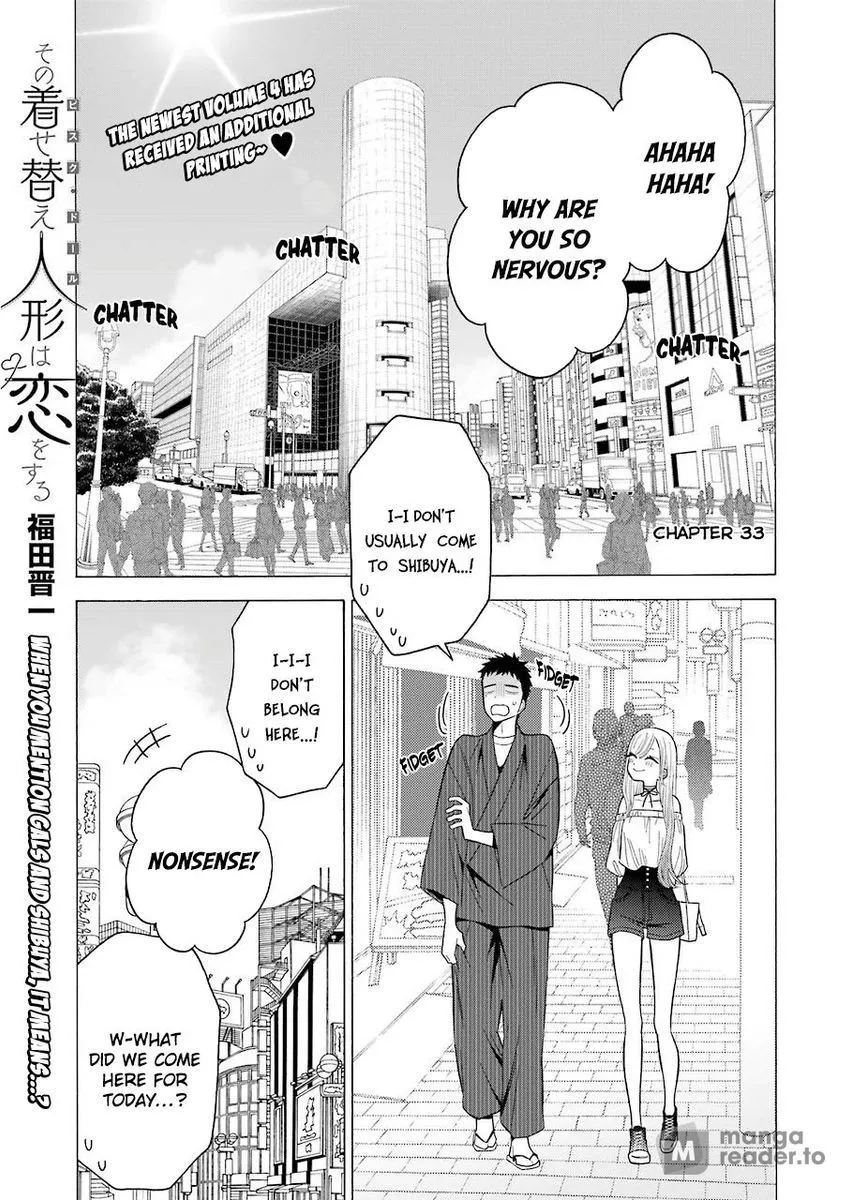 AHAHA
HAHA!
WHY ARE
YOU SO
NERVOUS?
THE NEWEST VOLUME 4 HAS
RECEIVED AN ADDITIONAL
PRINTING~ ♥
CHATTER
CHATTER
CHATTER
CHAPTER 33
その着せ替え人形は恋をする
ビスク・ドール
福田晋一
WHEN YOU MENTION GALS AND SHIBUYA, IT MEANS...?
I-I DON'T
USUALLY COME
TO SHIBUYA...!
FIDGET
FIDGET
I-I-I
DON'T
BELONG
HERE...!
NONSENSE!
W-WHAT
DID WE COME
HERE FOR
TODAY...?
M manga
reader.to